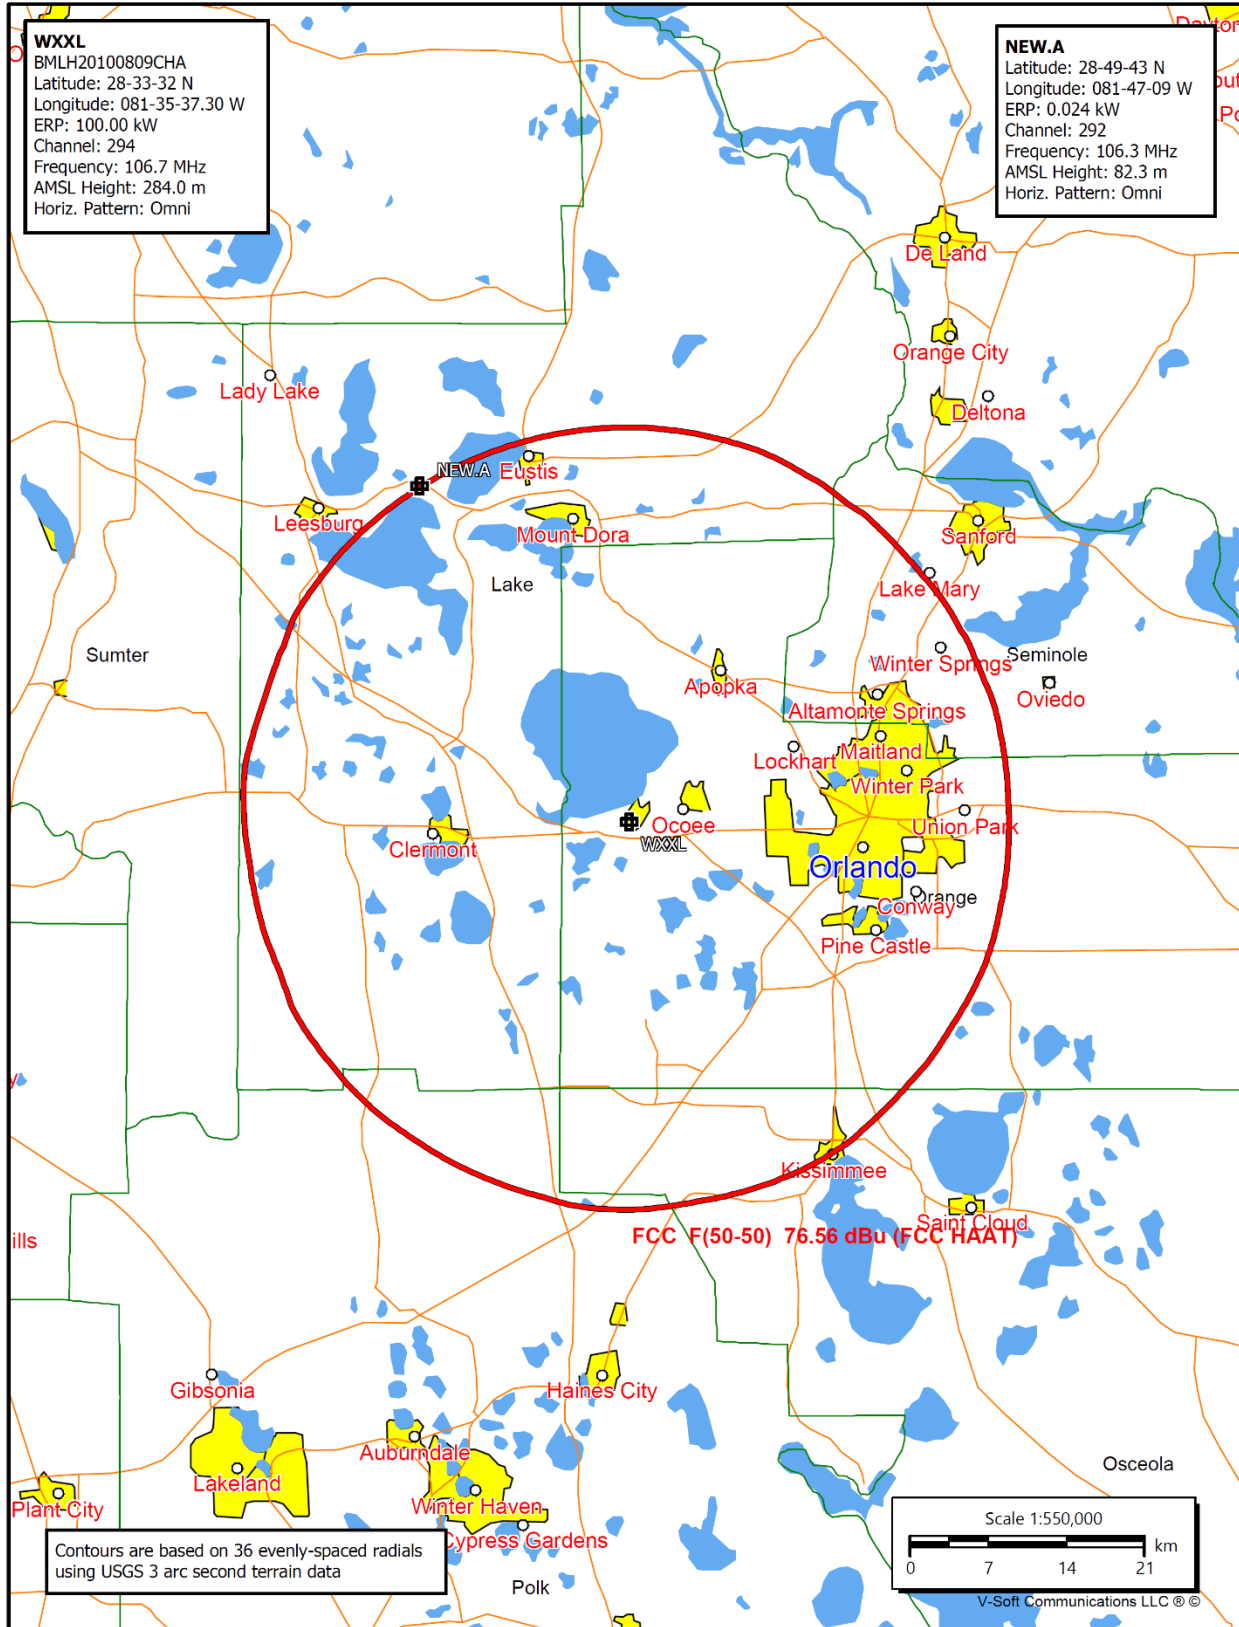 WXXL
BMLH20100809CHA
Latitude: 28-33-32 N
Longitude: 081-35-37.30 W
ERP: 100.00 kW
Channel: 294
Frequency: 106.7 MHz
AMSL Height: 284.0 m
Horiz. Pattern: Omni
NEW.A
Latitude: 28-49-43 N
Longitude: 081-47-09 W
ERP: 0.024 kW
Channel: 292
Frequency: 106.3 MHz
AMSL Height: 82.3 m
Horiz. Pattern: Omni
De Land
Orange City
Lady Lake
Deltona
NEW.A
Eustis
Leesburg
Mount Dora
Sanford
Lake
Lake Mary
Sumter
Seminole
Winter Springs
Apopka
Oviedo
Altamonte Springs
Lockhart
Maitland
Winter Park
Ocoee
Union Park
WXXL
Clermont
Orlando
Orange
Conway
Pine Castle
Kissimmee
Saint Cloud
FCC F(50-50) 76.56 dBu (FCC HAAT)
ills
Gibsonia
Haines City
Auburndale
Lakeland
Osceola
Plant City
Winter Haven
Cypress Gardens
Polk
Contours are based on 36 evenly-spaced radials
using USGS 3 arc second terrain data
Scale 1:550,000
km
0 7 14 21
V-Soft Communications LLC ® ©